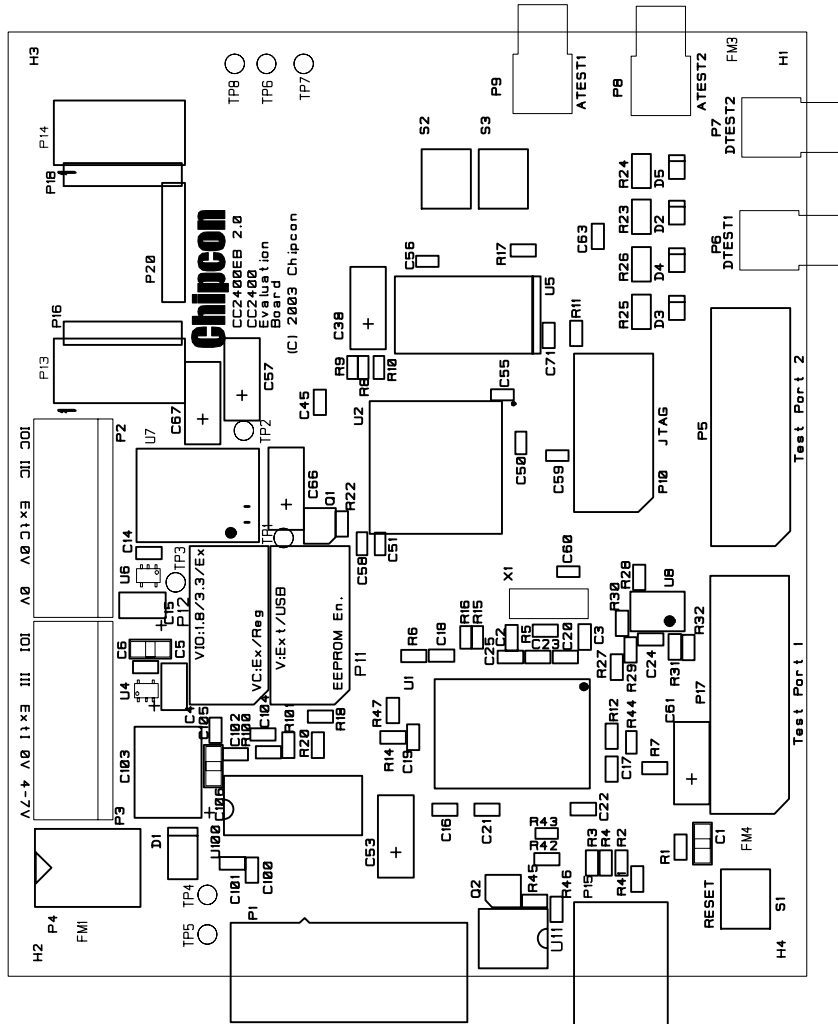 H3
TP8
TP6
TP7
P9
ATEST1
P8
ATEST2
FM3
H1
P14
P18
1
P20
S2
S3
P7
DTEST2
R24
D5
R23
D2
P6
DTEST1
R26
D4
R25
D3
C63
R17
C56
U5
Chipcon
CC2400EB 2.0
CC2400
Evaluation
Board
(C) 2003 Chipcon
P16
P13
1
C38
R9
R8
R10
C71
R11
C57
C67
C45
TP2
U2
C55
C50
C59
JTAG
P10
P5
Test Port 2
P2
IOC IIC ExtC 0V 0V
U7
C66
Q1
R22
TP1
C14
U6
TP3
C15
P12
C58
C51
C60
X1
VIO:1.8/3.3/Ex
VC:Ex/Reg
V:Ext/USB
EEPROM En.
P11
C6
C5
U4
C4
IOI III ExtI 0V 4-7V
P3
R30
R28
U8
R32
R16
R15
C2
R5
C20
C3
C25
C23
R6
C18
R27
R29
C24
R31
P17
Test Port 1
U1
R47
R14
C19
R12
R44
C17
R7
C61
C103
C105
C102
R100
C104
R101
R20
R18
C106
U100
C101
C100
D1
C53
C16
C21
C22
R43
R42
R3
R4
R2
R41
P15
R1
C1
FM4
P4
FM1
H2
TP4
TP5
P1
Q2
R45
R46
U11
RESET
S1
H4